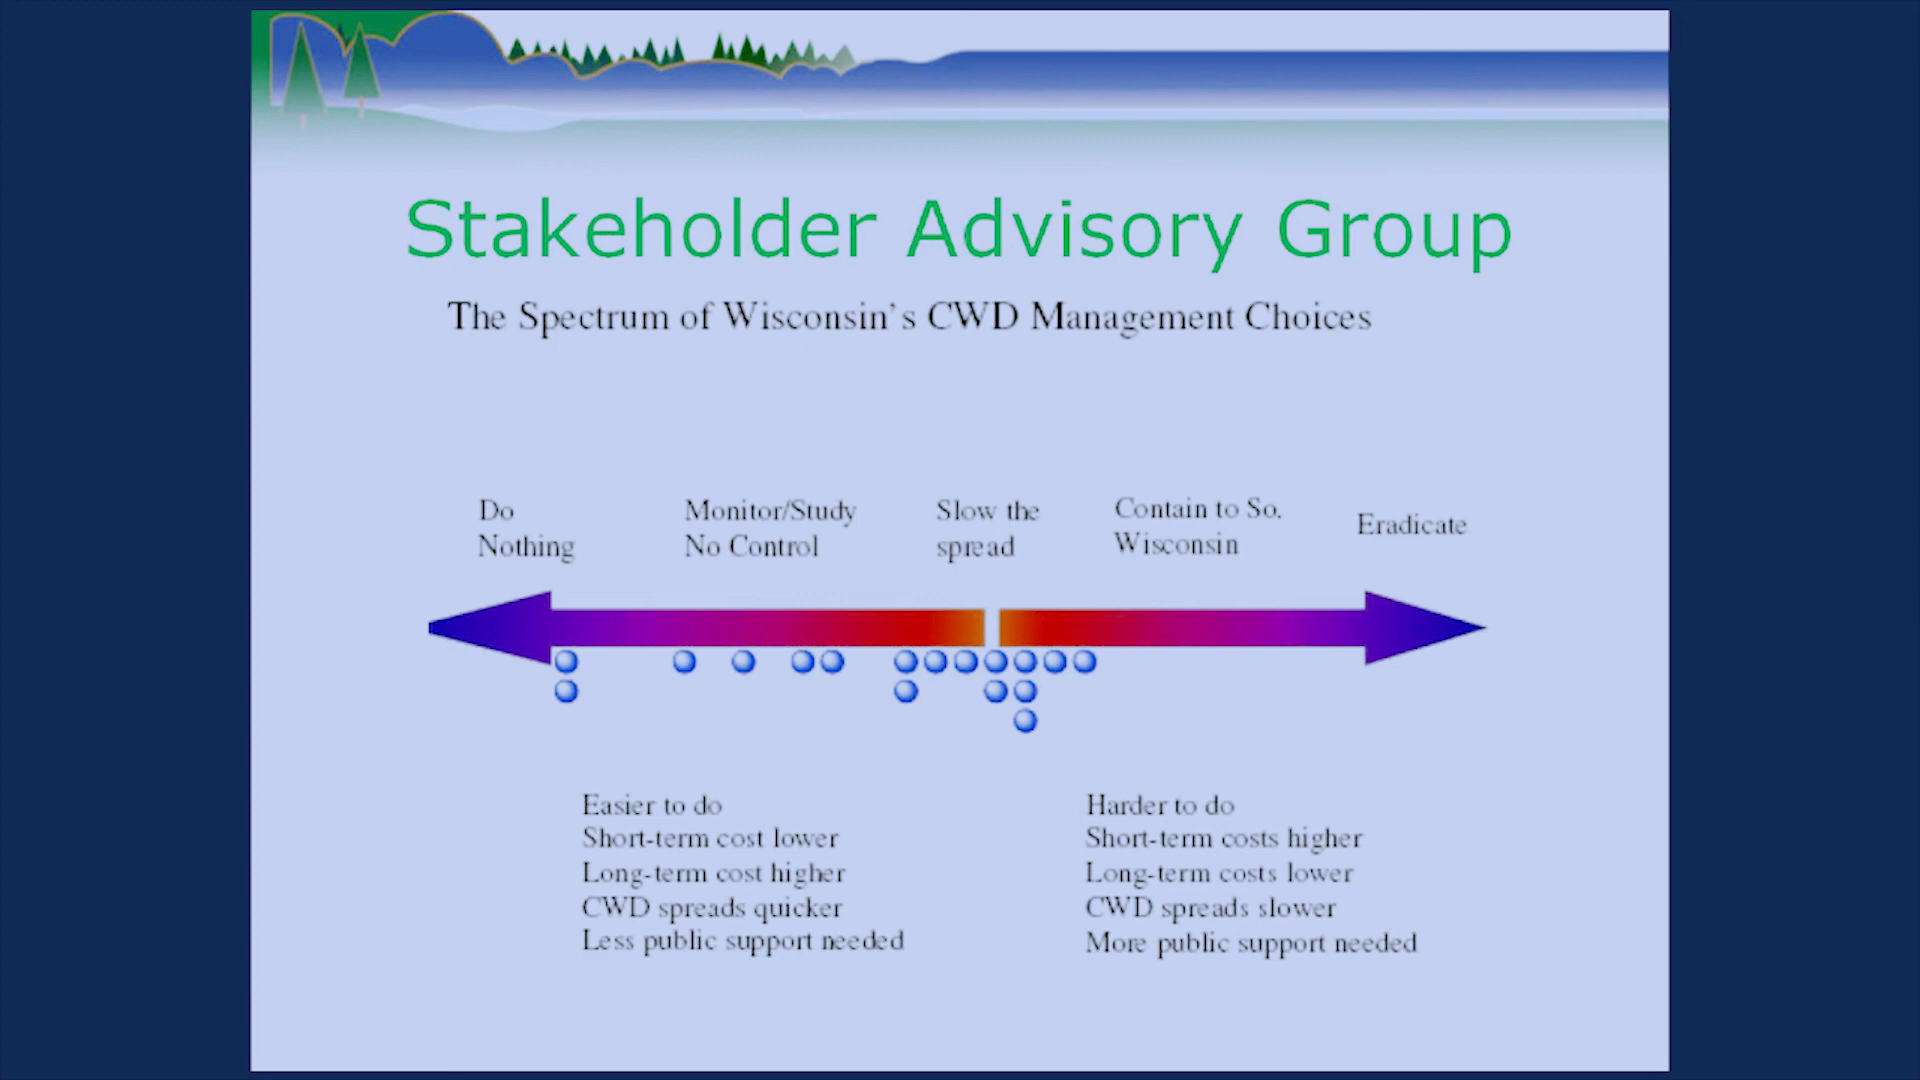 Stakeholder Advisory Group
The Spectrum of Wisconsin's CWD Management Choices
Do
Nothing
Monitor/Study
No Control
Slow the
spread
Contain to So.
Wisconsin
Eradicate
Easier to do
Short-term cost lower
Long-term cost higher
CWD spreads quicker
Less public support needed
Harder to do
Short-term costs higher
Long-term costs lower
CWD spreads slower
More public support needed